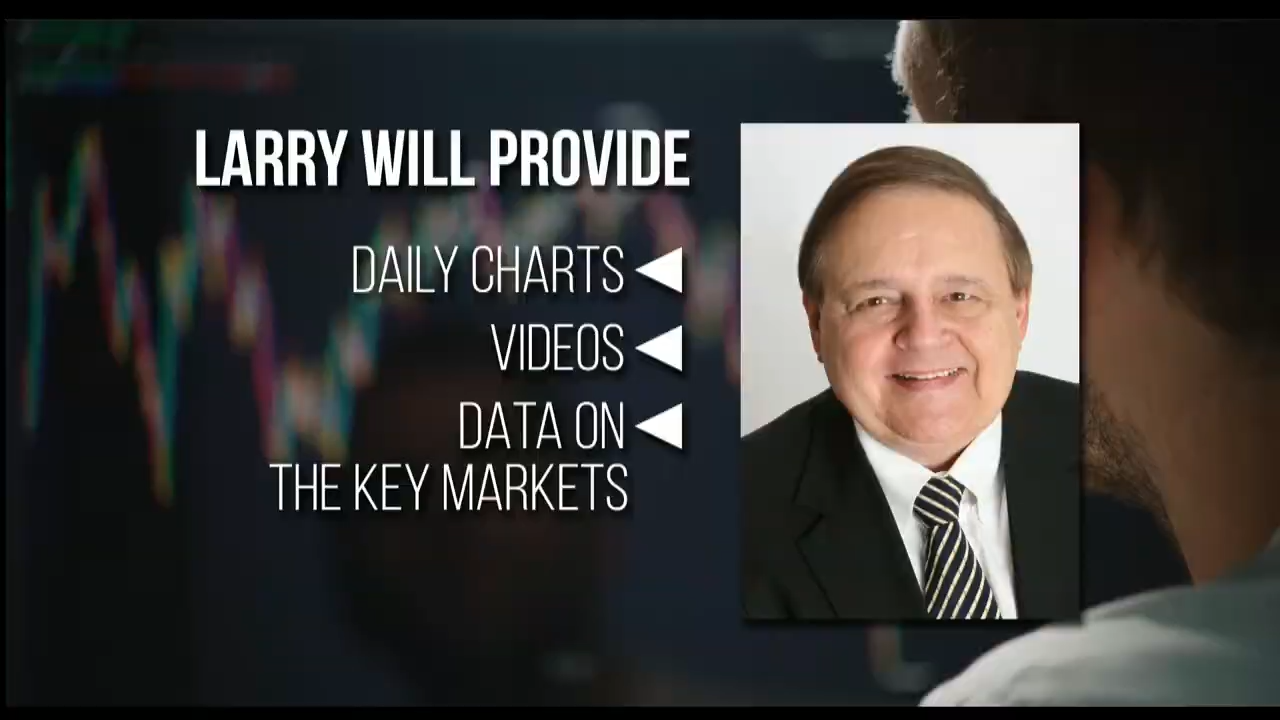 LARRY WILL PROVIDE
DAILY CHARTS
VIDEOS
DATA ON
THE KEY MARKETS